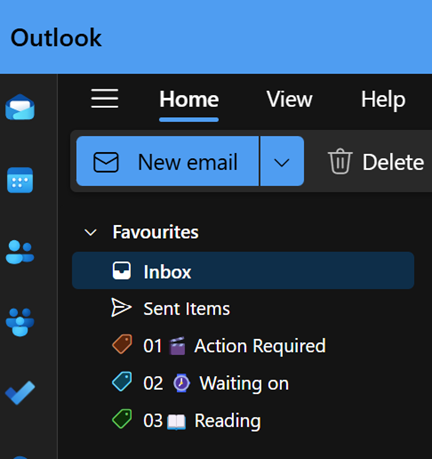 Outlook
Home View Help
New email Delete
Favourites
Inbox
Sent Items
01 🎬 Action Required
02 ⌚ Waiting on
03 📖 Reading